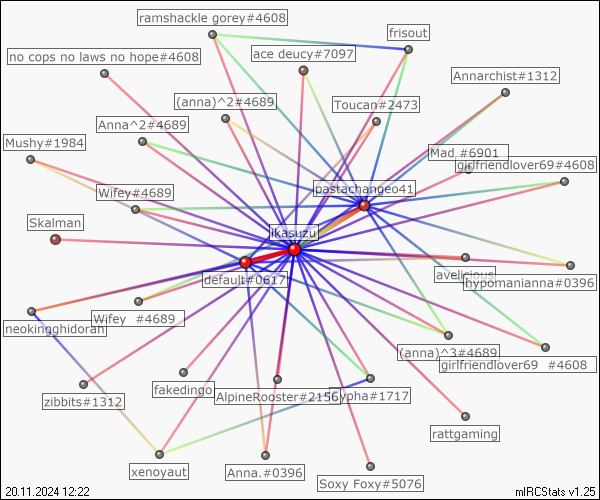 ramshackle gorey#4608
frisout
ace deucy#7097
no cops no laws no hope#4608
Annarchist#1312
(anna)^2#4689
Toucan#2473
Anna^2#4689
Mushy#1984
Mad_#6901
girlfriendlover69#4608
Wifey#4689
pastachangeo41
Skalman
ikasuzu
avelicious
default#0617
hypomanianna#0396
Wifey #4689
neokingghidorah
(anna)^3#4689
girlfriendlover69 #4608
fakedingo
AlpineRooster#2156
ypha#1717
zibbits#1312
rattgaming
xenoyaut
Anna.#0396
Soxy Foxy#5076
20.11.2024 12:22
mIRCStats v1.25